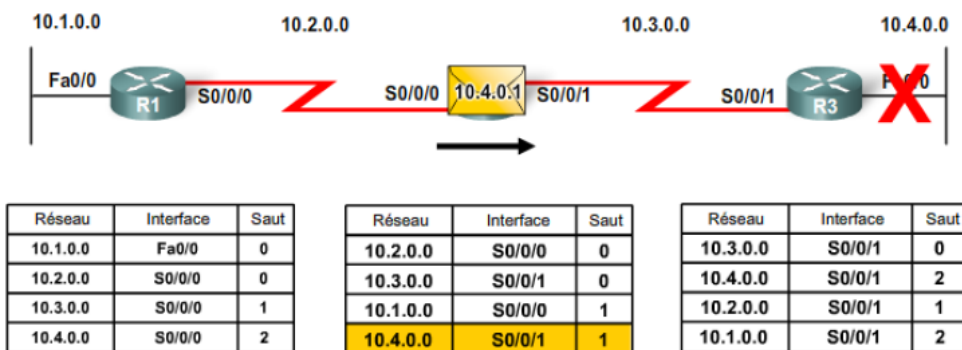 10.1.0.0 10.2.0.0 10.3.0.0 10.4.0.0
Fa0/0 R1 S0/0/0 S0/0/0 10.4.0.1 S0/0/1 S0/0/1 R3
Réseau Interface Saut
10.1.0.0 Fa0/0 0
10.2.0.0 S0/0/0 0
10.3.0.0 S0/0/0 1
10.4.0.0 S0/0/0 2
Réseau Interface Saut
10.2.0.0 S0/0/0 0
10.3.0.0 S0/0/1 0
10.1.0.0 S0/0/0 1
10.4.0.0 S0/0/1 1
Réseau Interface Saut
10.3.0.0 S0/0/1 0
10.4.0.0 S0/0/1 2
10.2.0.0 S0/0/1 1
10.1.0.0 S0/0/1 2